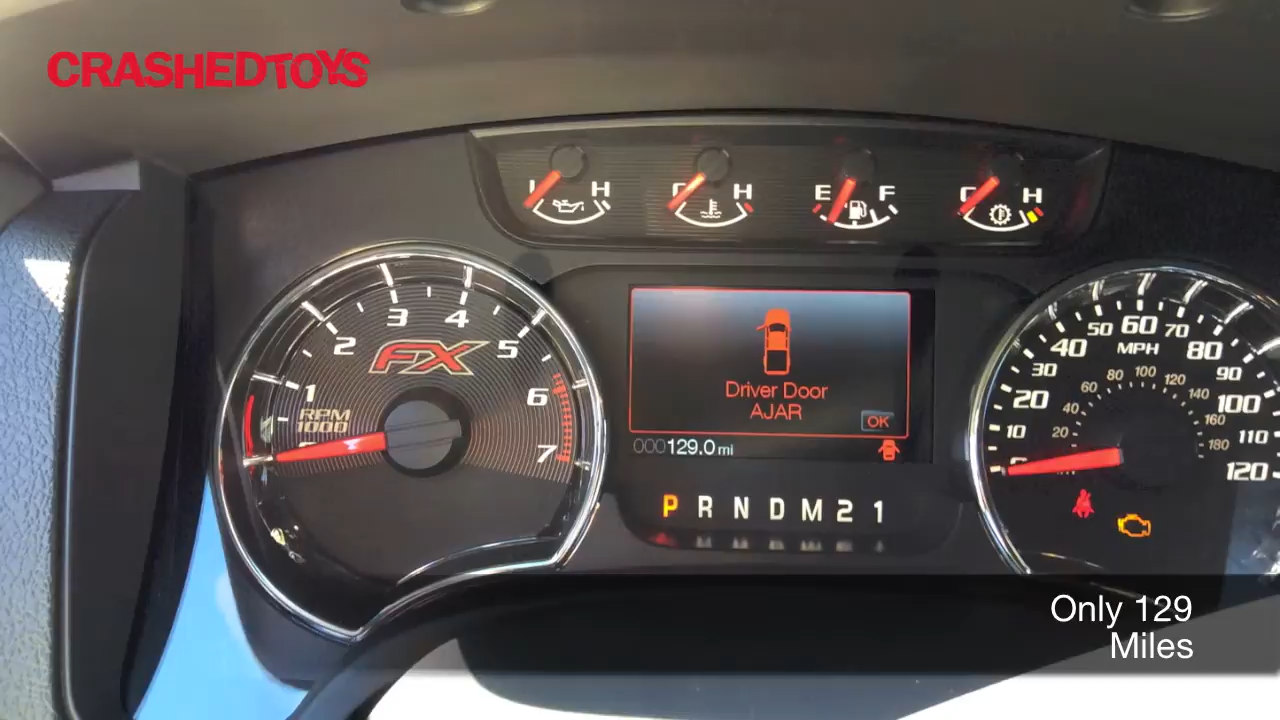 CRASHEDTOYS
H
C H
E F
C H
1 2 3 4 5 6 7
FX
RPM
1000
Driver Door
AJAR
OK
000129.0 mi
P R N D M 2 1
10 20 30 40 50 60 70 80 90 100 110 120
MPH
20 40 60 80 100 120 140 160 180
Only 129
Miles